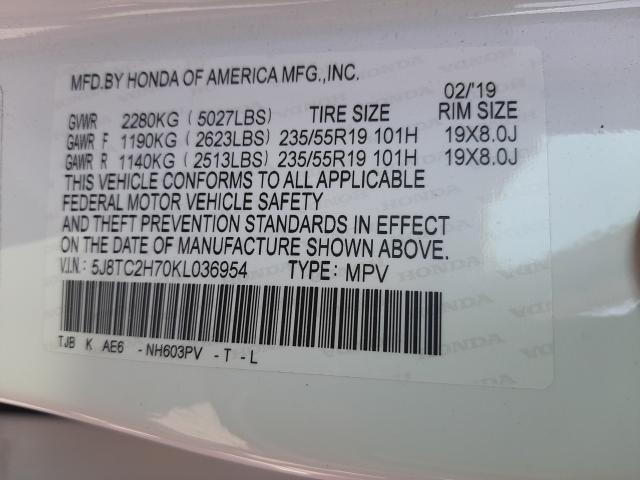 MFD.BY HONDA OF AMERICA MFG.,INC.
02/'19
GVWR 2280KG (5027LBS) TIRE SIZE RIM SIZE
GAWR F 1190KG (2623LBS) 235/55R19 101H 19X8.0J
GAWR R 1140KG (2513LBS) 235/55R19 101H 19X8.0J
THIS VEHICLE CONFORMS TO ALL APPLICABLE
FEDERAL MOTOR VEHICLE SAFETY
AND THEFT PREVENTION STANDARDS IN EFFECT
ON THE DATE OF MANUFACTURE SHOWN ABOVE.
V.I.N.: 5J8TC2H70KL036954 TYPE: MPV
TJB K AE6 - NH603PV - T - L